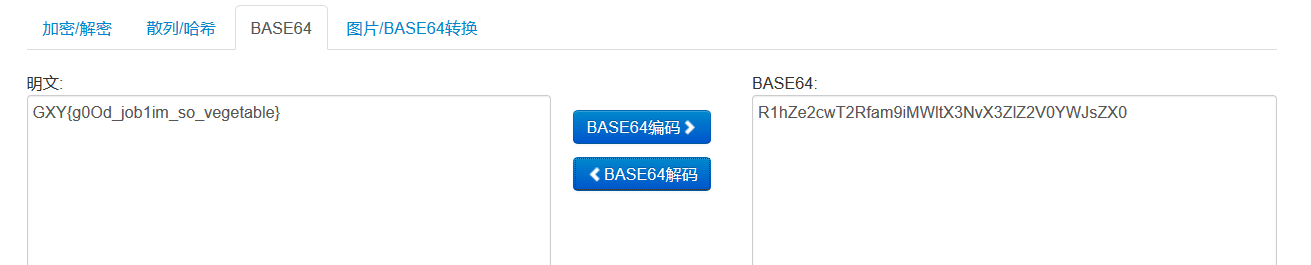 加密/解密 散列/哈希 BASE64 图片/BASE64转换
明文: BASE64:
GXY{g0Od_job1im_so_vegetable} R1hZe2cwT2Rfam9iMWltX3NvX3ZlZ2V0YWJsZX0
BASE64编码
BASE64解码